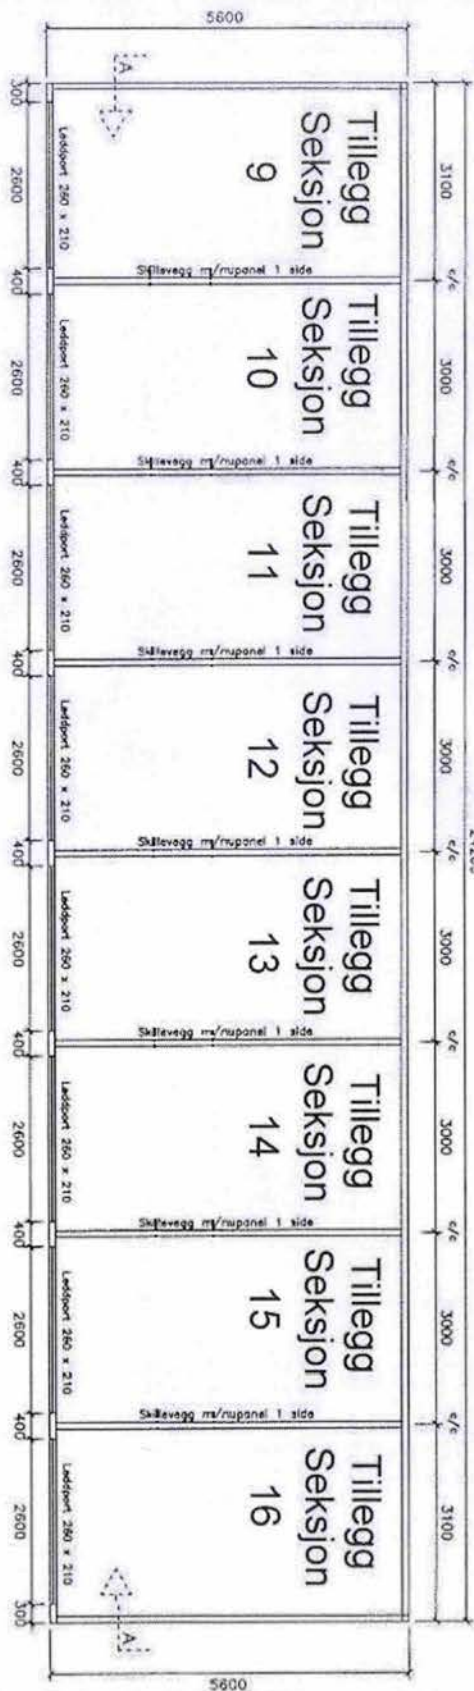 5600
A
300
2600
400
2600
400
2600
400
2600
400
2600
400
2600
400
2600
400
2600
300
Leddport 260 x 210
Tillegg
Seksjon
9
Skillevegg m/rupanel 1 side
Leddport 260 x 210
Tillegg
Seksjon
10
Skillevegg m/rupanel 1 side
Leddport 260 x 210
Tillegg
Seksjon
11
Skillevegg m/rupanel 1 side
Leddport 260 x 210
Tillegg
Seksjon
12
Skillevegg m/rupanel 1 side
Leddport 260 x 210
Tillegg
Seksjon
13
Skillevegg m/rupanel 1 side
Leddport 260 x 210
Tillegg
Seksjon
14
Skillevegg m/rupanel 1 side
Leddport 260 x 210
Tillegg
Seksjon
15
Skillevegg m/rupanel 1 side
Leddport 260 x 210
Tillegg
Seksjon
16
3100
c/c
3000
c/c
3000
c/c
3000
c/c
3000
c/c
3000
c/c
3000
c/c
3100
A
5600